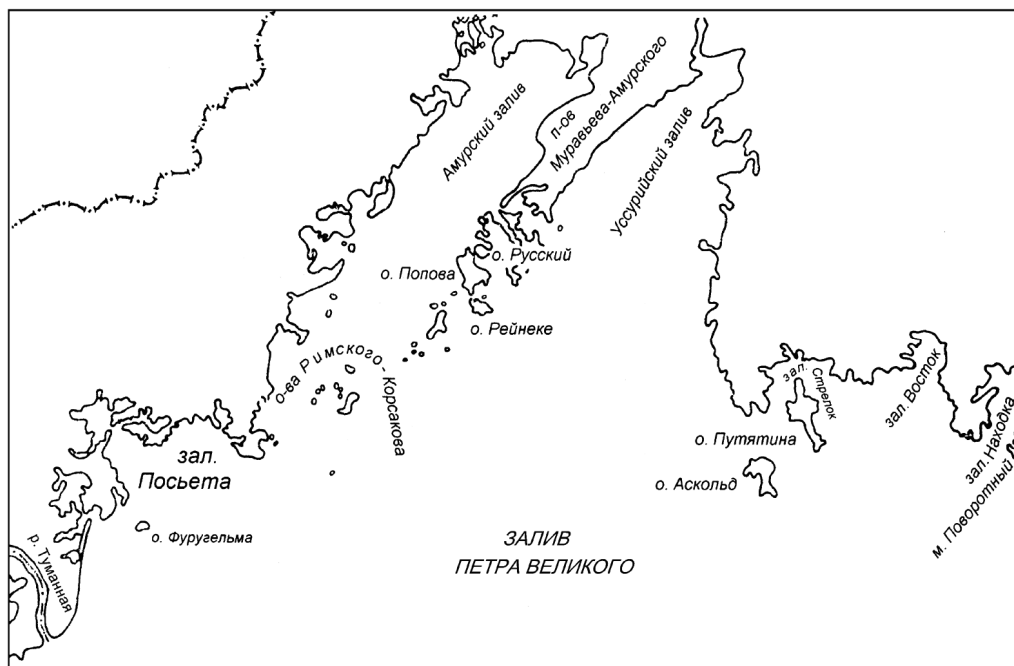 Амурский залив
п-ов
Муравьева-Амурского
Уссурийский залив
о. Русский
о. Попова
о. Рейнеке
о-ва Римского-
Корсакова
зал. Стрелок
зал. Восток
зал. Находка
м. Поворотный
о. Путятина
о. Аскольд
зал.
Посьета
о. Фуругельма
р. Туманная
ЗАЛИВ
ПЕТРА ВЕЛИКОГО